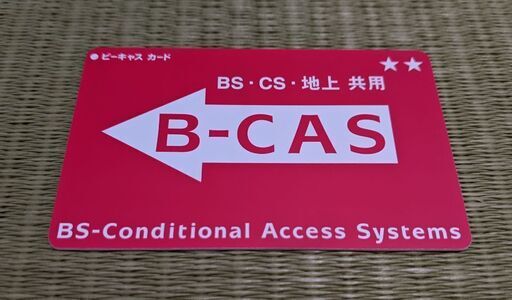 ● ビーキャス カード
★★
BS・CS・地上 共用
B-CAS
BS-Conditional Access Systems